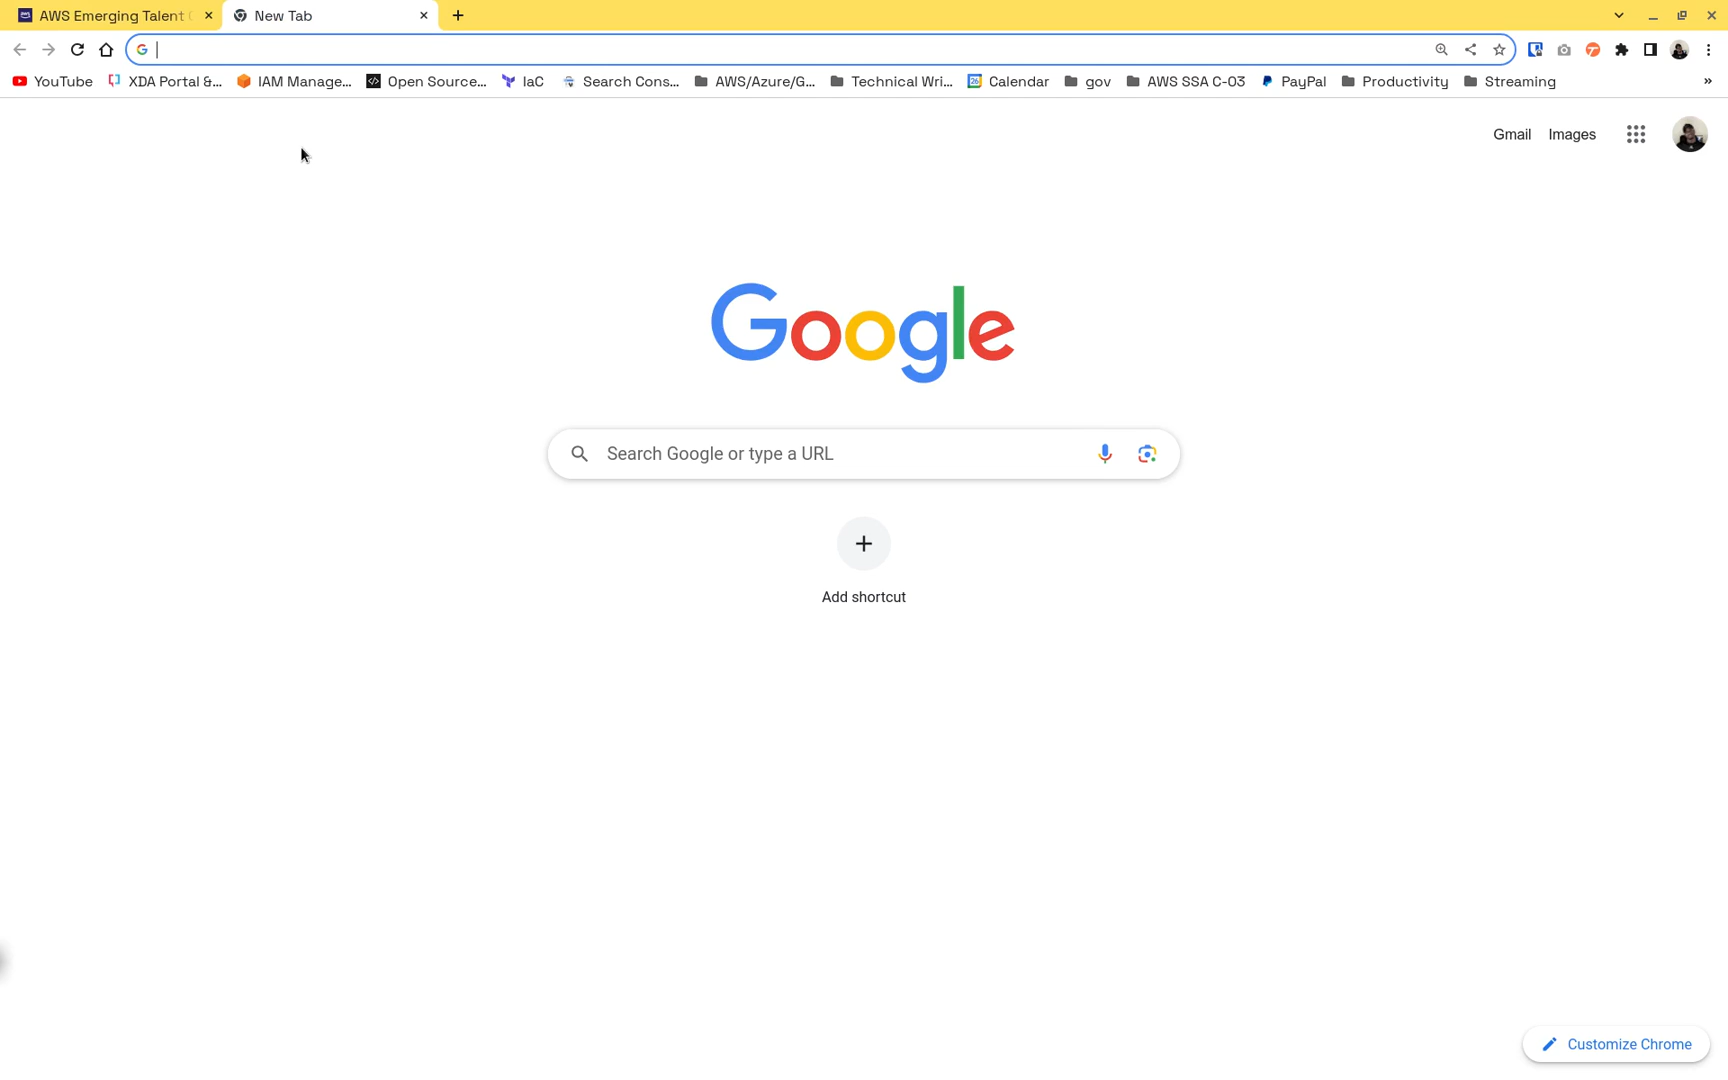 AWS Emerging Talent
New Tab
YouTube XDA Portal &... IAM Manage... Open Source... IaC Search Cons... AWS/Azure/G... Technical Wri... Calendar gov AWS SSA C-03 PayPal Productivity Streaming »
Gmail Images
Google
Search Google or type a URL
Add shortcut
Customize Chrome